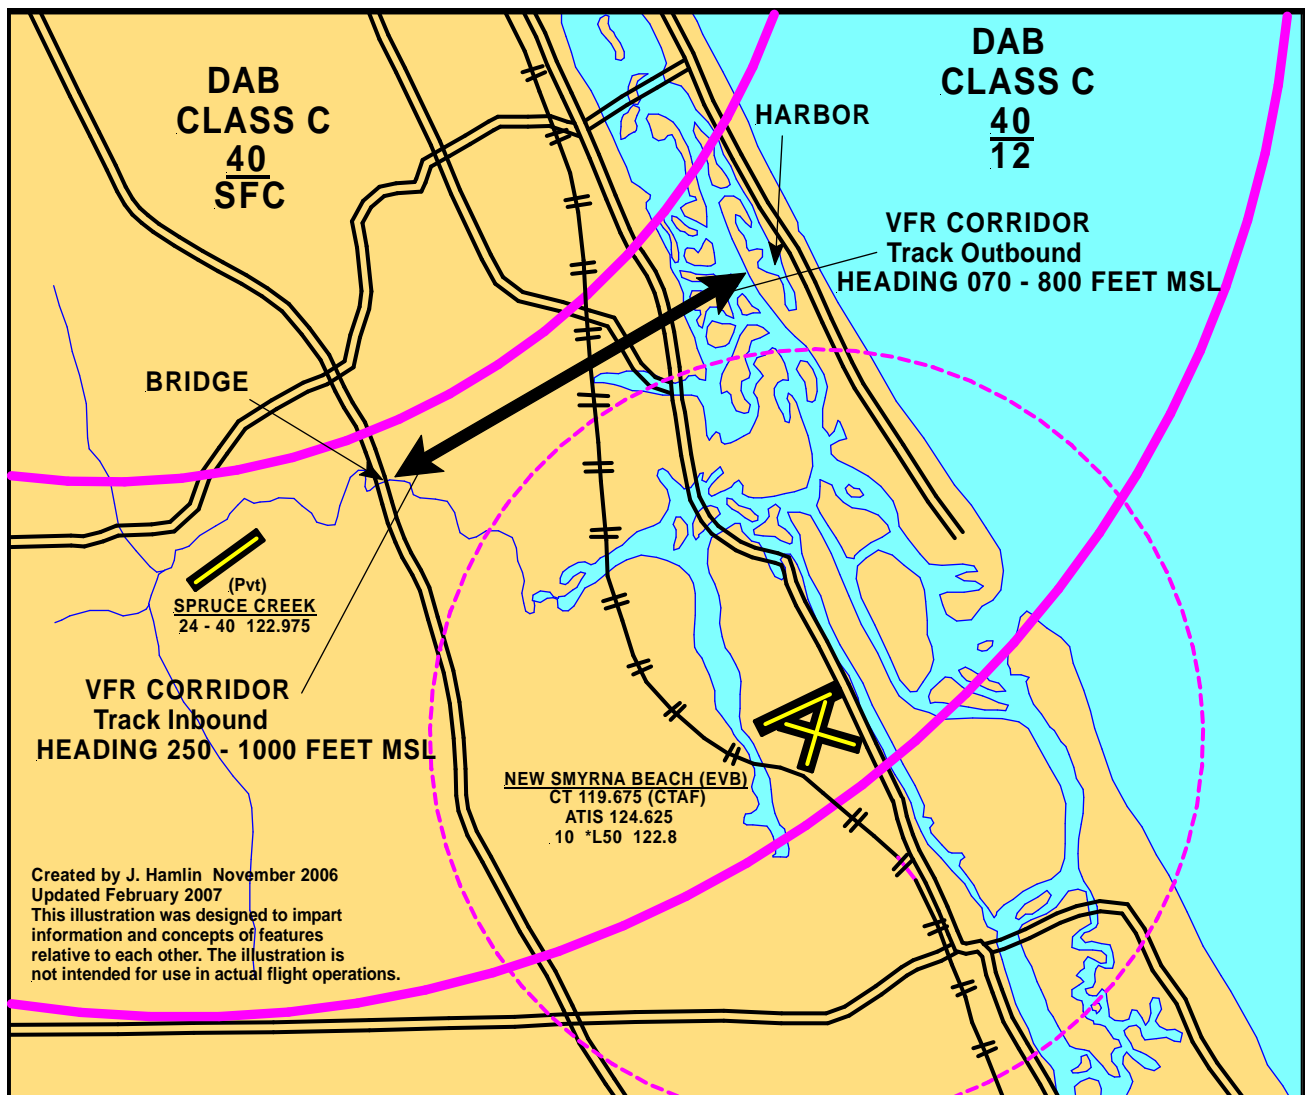 DAB
CLASS C
40
SFC
DAB
CLASS C
40
12
HARBOR
VFR CORRIDOR
Track Outbound
HEADING 070 - 800 FEET MSL
BRIDGE
(Pvt)
SPRUCE CREEK
24 - 40 122.975
VFR CORRIDOR
Track Inbound
HEADING 250 - 1000 FEET MSL
NEW SMYRNA BEACH (EVB)
CT 119.675 (CTAF)
ATIS 124.625
10 *L50 122.8
Created by J. Hamlin November 2006
Updated February 2007
This illustration was designed to impart
information and concepts of features
relative to each other. The illustration is
not intended for use in actual flight operations.